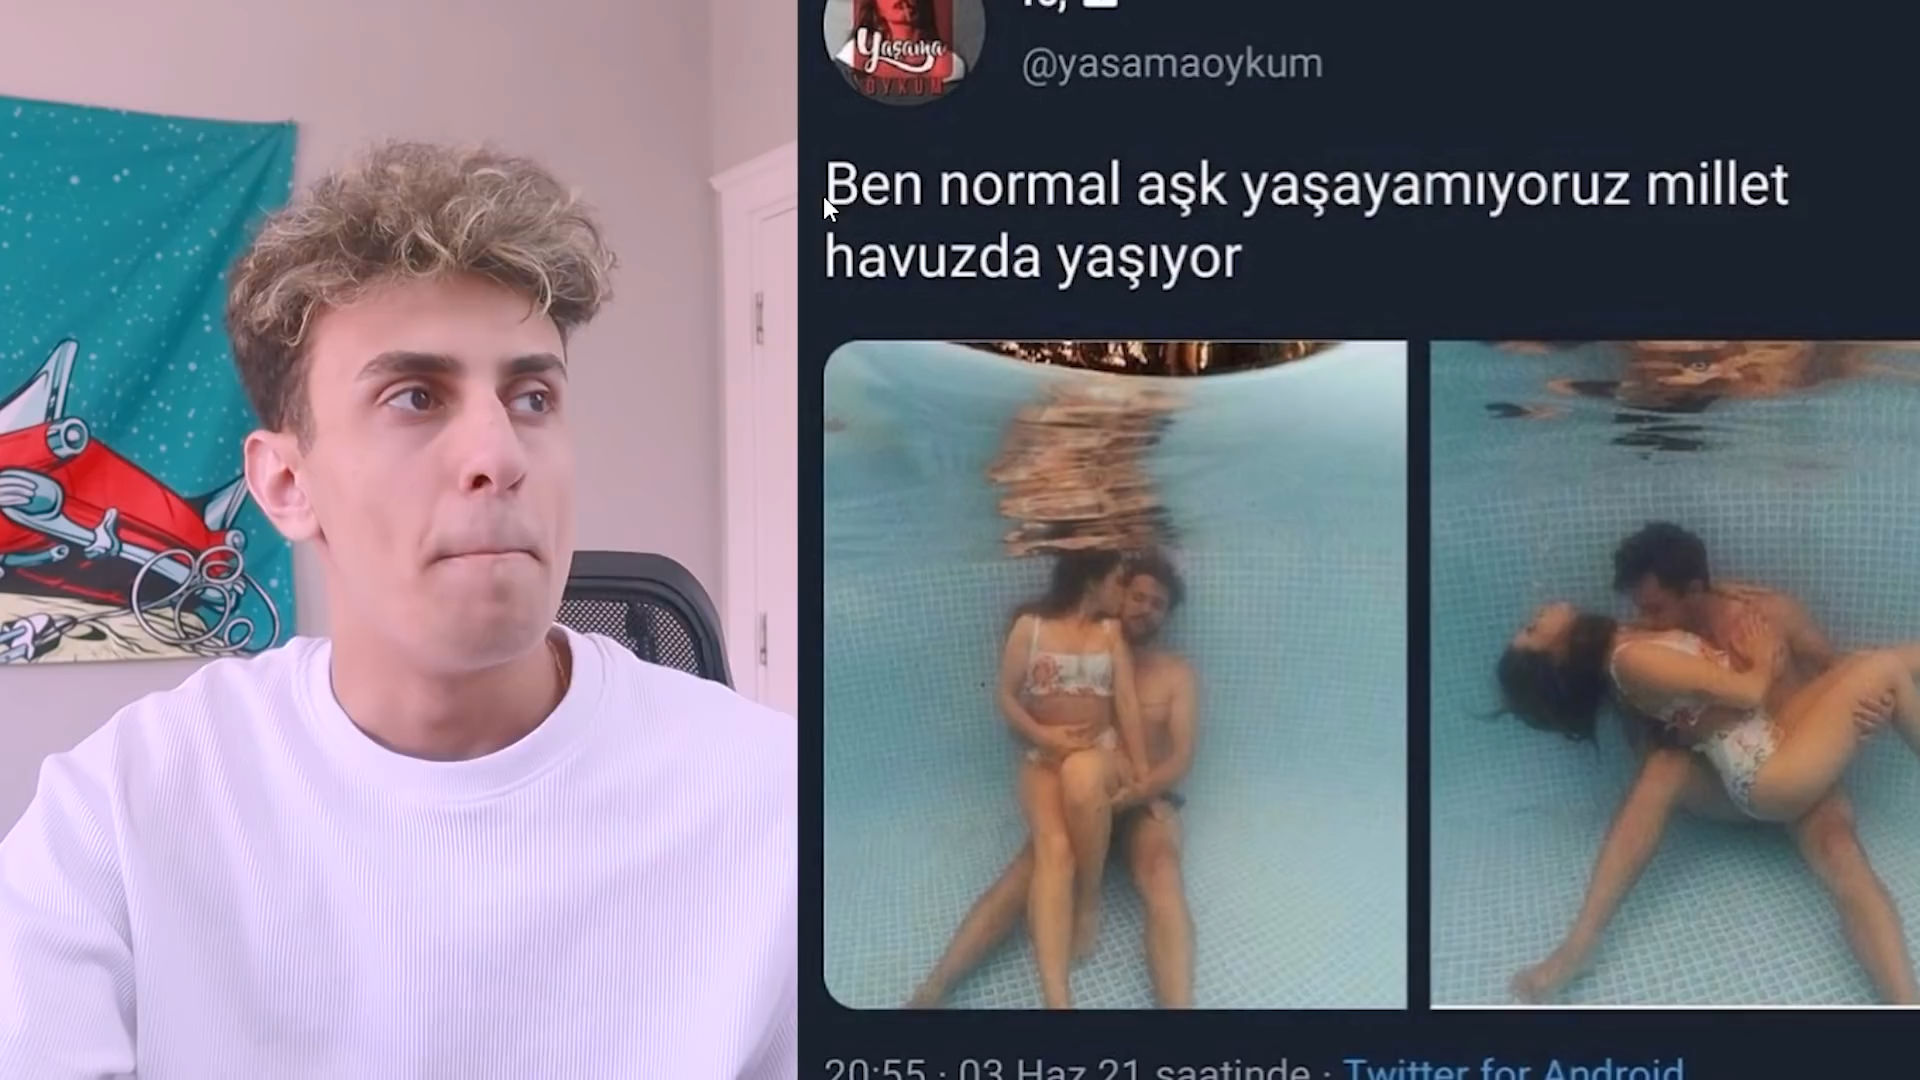 Yaşama
OYKUM
@yasamaoykum
Ben normal aşk yaşayamıyoruz millet
havuzda yaşıyor
20:55 · 03 Haz 21 saatinde · Twitter for Android